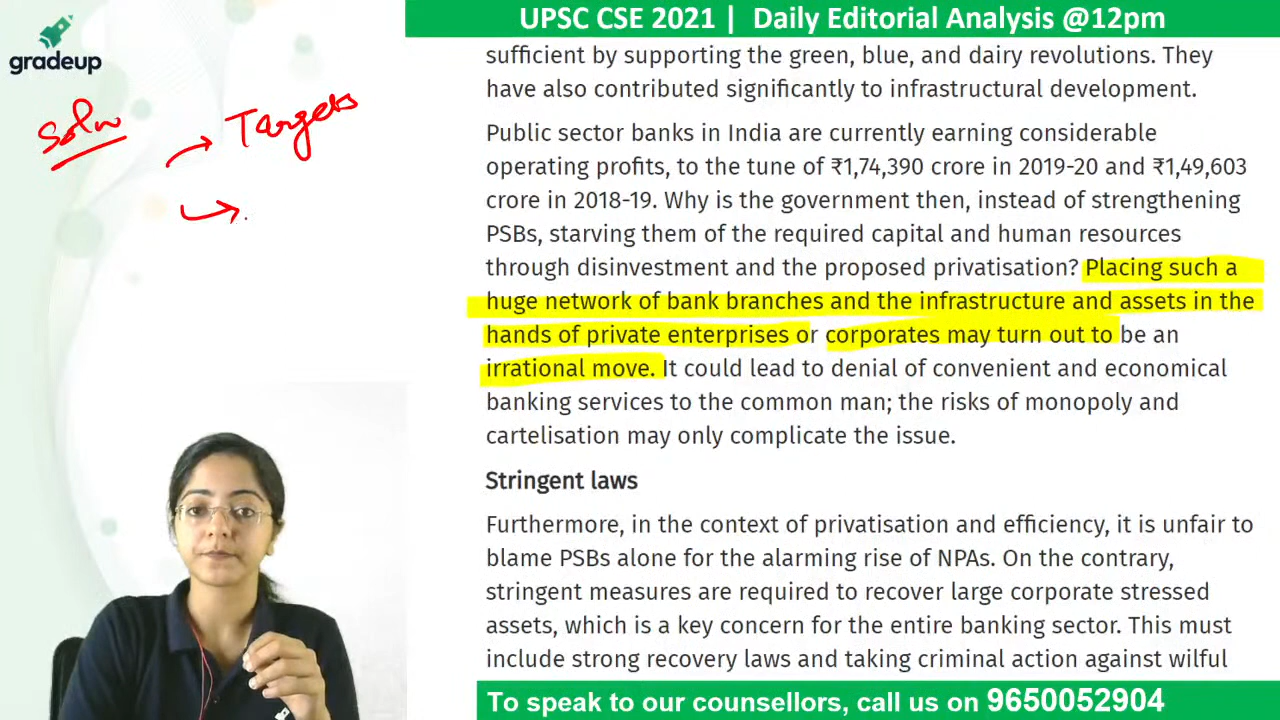 UPSC CSE 2021 | Daily Editorial Analysis @12pm
gradeup
Soln
→ Targets
sufficient by supporting the green, blue, and dairy revolutions. They
have also contributed significantly to infrastructural development.
Public sector banks in India are currently earning considerable
operating profits, to the tune of ₹1,74,390 crore in 2019-20 and ₹1,49,603
crore in 2018-19. Why is the government then, instead of strengthening
PSBs, starving them of the required capital and human resources
through disinvestment and the proposed privatisation? Placing such a
huge network of bank branches and the infrastructure and assets in the
hands of private enterprises or corporates may turn out to be an
irrational move. It could lead to denial of convenient and economical
banking services to the common man; the risks of monopoly and
cartelisation may only complicate the issue.
Stringent laws
Furthermore, in the context of privatisation and efficiency, it is unfair to
blame PSBs alone for the alarming rise of NPAs. On the contrary,
stringent measures are required to recover large corporate stressed
assets, which is a key concern for the entire banking sector. This must
include strong recovery laws and taking criminal action against wilful
To speak to our counsellors, call us on 9650052904